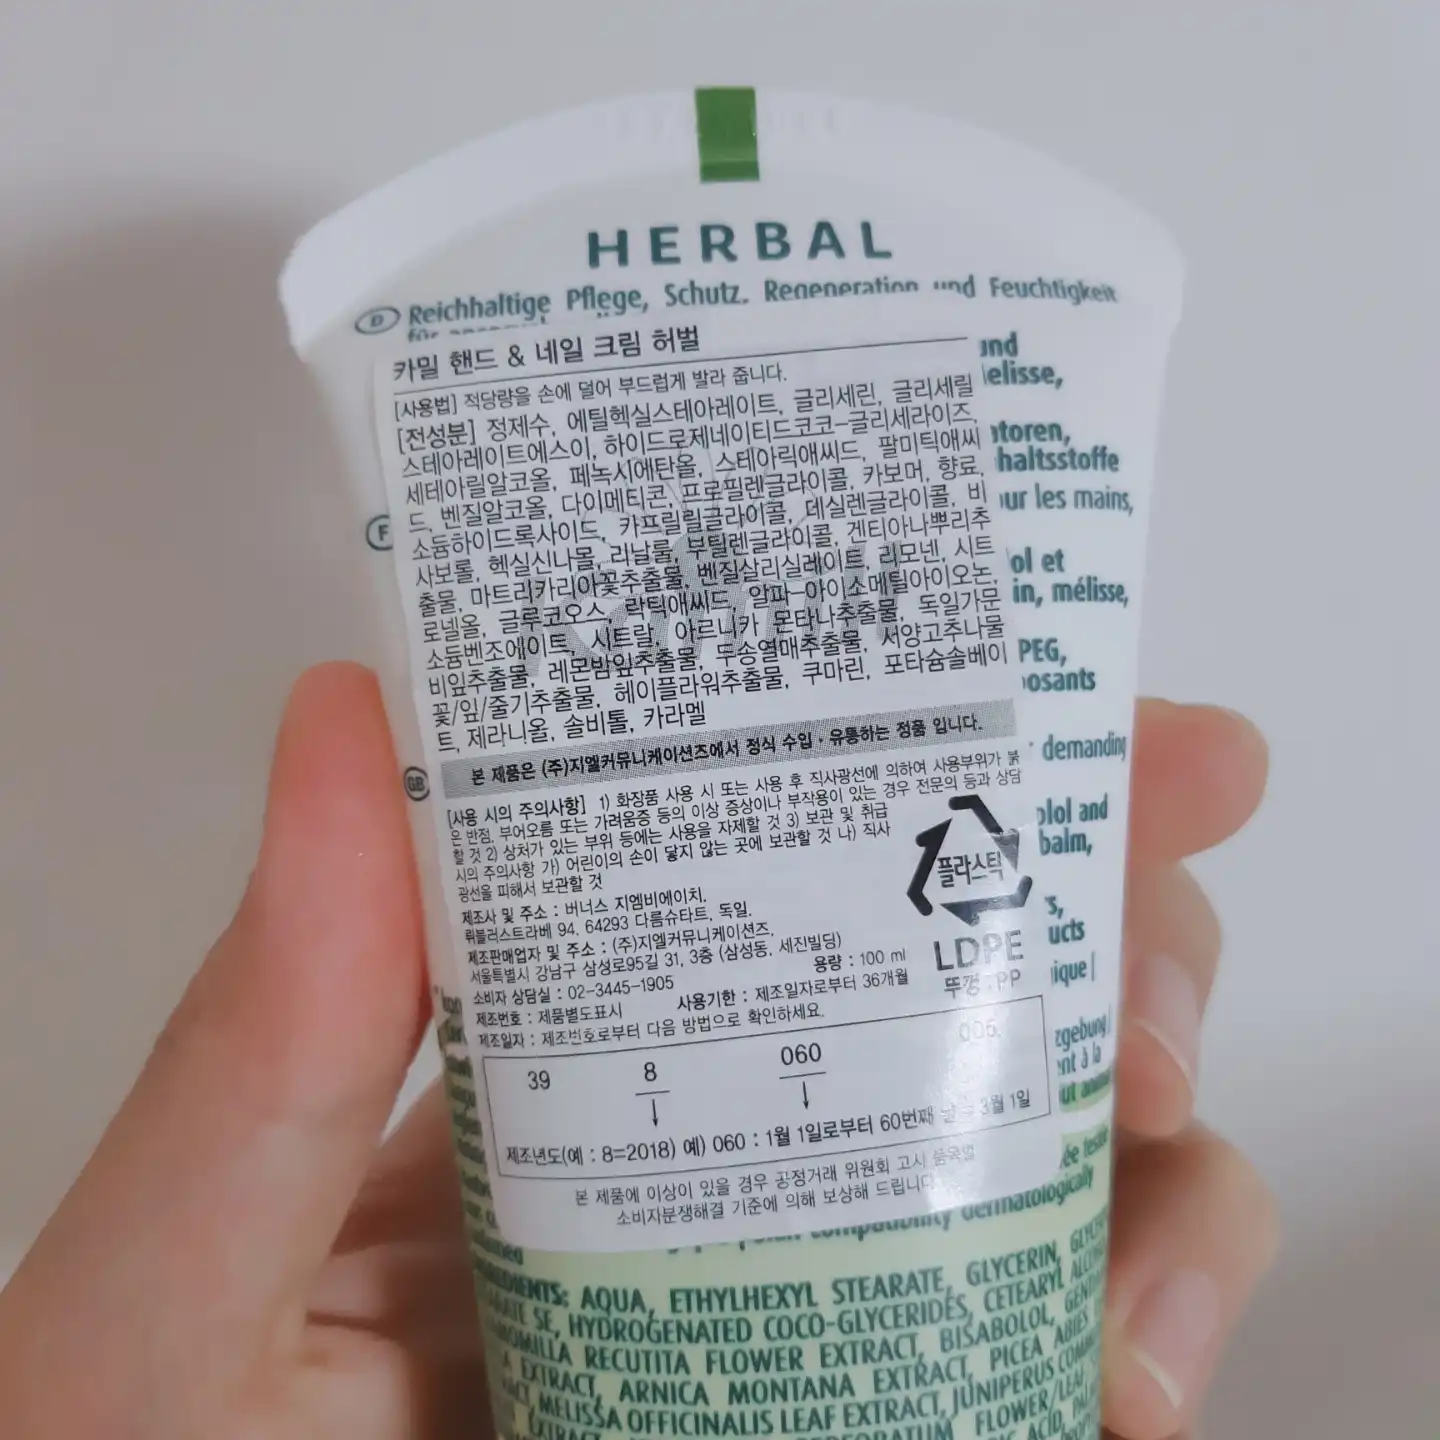 HERBAL
D Reichhaltige Pflege, Schutz, Regeneration und Feuchtigkeit
für
카밀 핸드 & 네일 크림 허벌
[사용법] 적당량을 손에 덜어 부드럽게 발라 줍니다.
[전성분] 정제수, 에틸헥실스테아레이트, 글리세린, 글리세릴
스테아레이트에스이, 하이드로제네이티드코코-글리세라이즈,
세테아릴알코올, 페녹시에탄올, 스테아릭애씨드, 팔미틱애씨
드, 벤질알코올, 다이메티콘, 프로필렌글라이콜, 카보머, 향료,
소듐하이드록사이드, 카프릴릴글라이콜, 데실렌글라이콜, 비
사보롤, 헥실신나몰, 리날룰, 부틸렌글라이콜, 겐티아나뿌리추
출물, 마트리카리아꽃추출물, 벤질살리실레이트, 리모넨, 시트
로넬올, 글루코오스, 락틱애씨드, 알파-아이소메틸아이오논,
소듐벤조에이트, 시트랄, 아르니카 몬타나추출물, 독일가문
비잎추출물, 레몬밤잎추출물, 두송열매추출물, 서양고추나물
꽃/잎/줄기추출물, 헤이플라워추출물, 쿠마린, 포타슘솔베이
트, 제라니올, 솔비톨, 카라멜
본 제품은 (주)지엘커뮤니케이션즈에서 정식 수입·유통하는 정품 입니다.
[사용 시의 주의사항] 1) 화장품 사용 시 또는 사용 후 직사광선에 의하여 사용부위가 붉
은 반점, 부어오름 또는 가려움증 등의 이상 증상이나 부작용이 있는 경우 전문의 등과 상담
할 것 2) 상처가 있는 부위 등에는 사용을 자제할 것 3) 보관 및 취급
시의 주의사항 가) 어린이의 손이 닿지 않는 곳에 보관할 것 나) 직사
광선을 피해서 보관할 것
제조사 및 주소 : 버너스 지엠비에이치.
뤼블러스트라베 94, 64293 다름슈타트, 독일.
제조판매업자 및 주소 : (주)지엘커뮤니케이션즈,
서울특별시 강남구 삼성로95길 31, 3층 (삼성동, 세진빌딩)
소비자 상담실 : 02-3445-1905 용량 : 100 ml
제조번호 : 제품별도표시 사용기한 : 제조일자로부터 36개월
제조일자 : 제조번호로부터 다음 방법으로 확인하세요.
플라스틱
LDPE
뚜껑 : PP
39 8 060 006.
제조년도(예 : 8=2018) 예) 060 : 1월 1일로부터 60번째 3월 1일
본 제품에 이상이 있을 경우 공정거래 위원회 고시 품목별
소비자분쟁해결 기준에 의해 보상해 드립니다
und
elisse,
toren,
haltsstoffe
F
ur les mains,
ol et
in, mélisse,
PEG,
osants
GB
demanding
olol and
balm,
s,
ucts
ique |
zgebung |
ent à la
ut
ée
compatibility dermatologically
INGREDIENTS: AQUA, ETHYLHEXYL STEARATE, GLYCERIN,
SE, HYDROGENATED COCO-GLYCERIDES, CETEARYL
RECUTITA FLOWER EXTRACT, BISABOLOL,
EXTRACT, ARNICA MONTANA EXTRACT, PICEA ABIES
MELISSA OFFICINALIS LEAF EXTRACT, JUNIPERUS
FLOWER/LEAF
ACID,